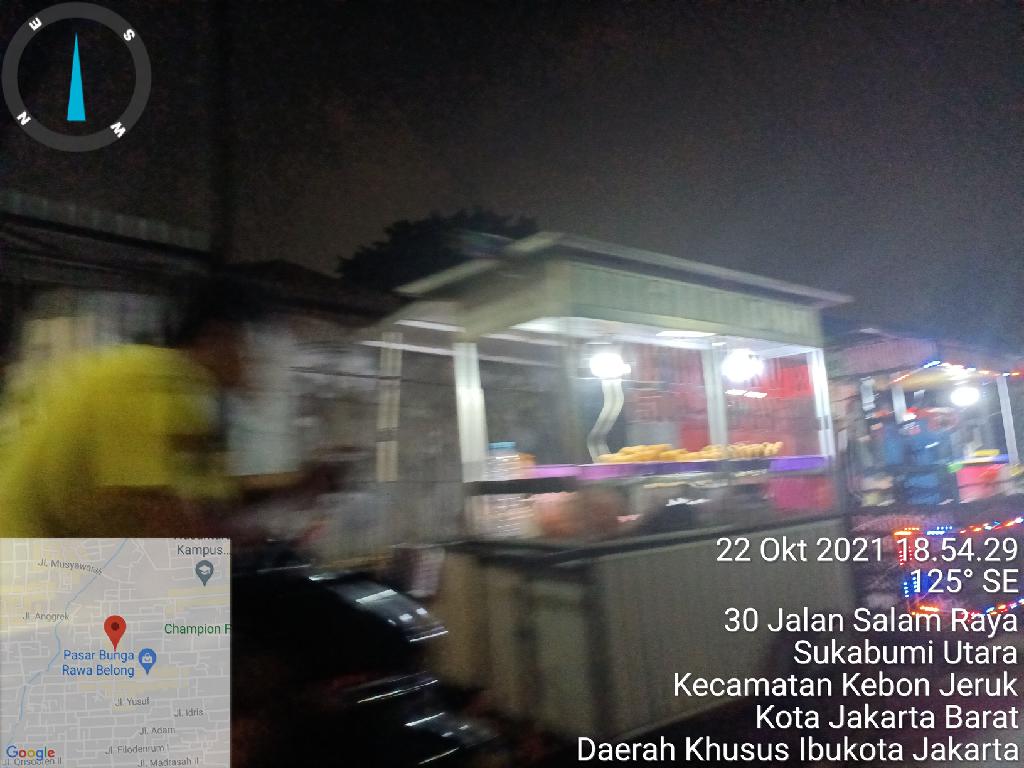 E
S
N
W
22 Okt 2021 18.54.29
125° SE
30 Jalan Salam Raya
Sukabumi Utara
Kecamatan Kebon Jeruk
Kota Jakarta Barat
Daerah Khusus Ibukota Jakarta
Kampus...
Jl. Musyawarah
Jl. Anggrek
Champion F
Pasar Bunga
Rawa Belong
Jl. Yusuf
Jl. Idris
Jl. Adam
Jl. Filodenrum I
Jl. Madrasah II
Google